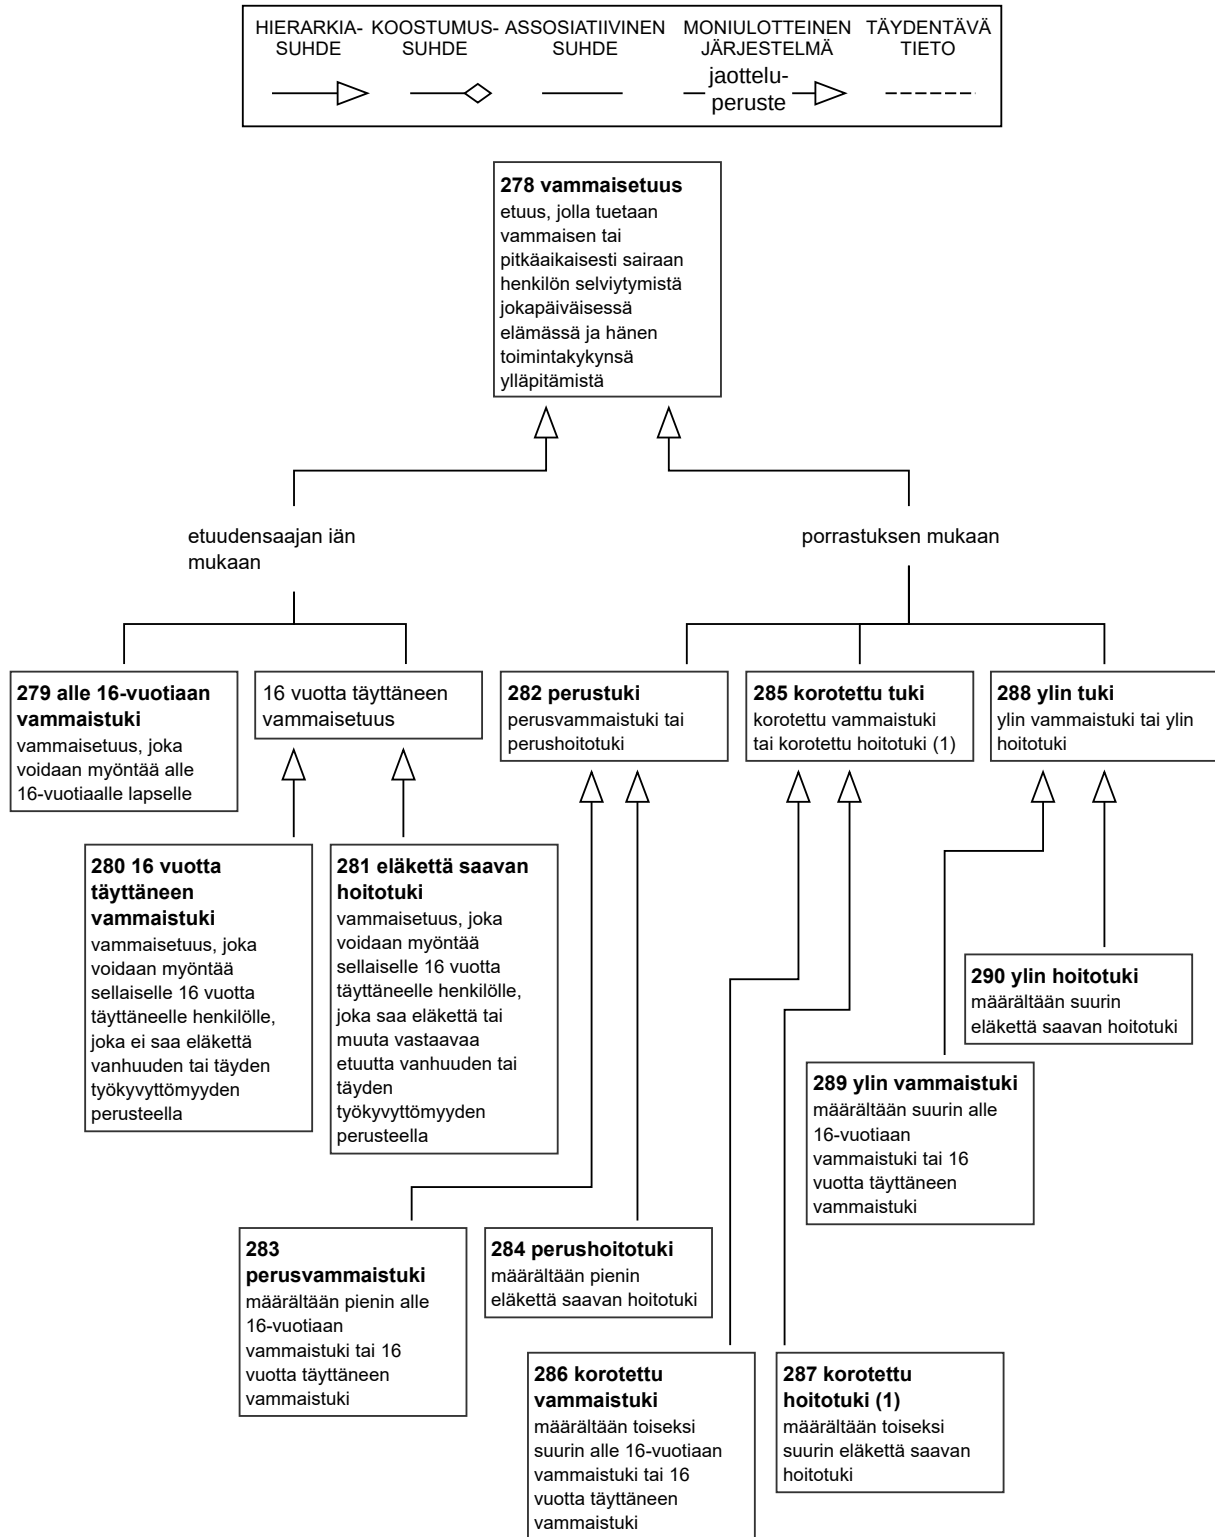 HIERARKIA-
SUHDE
KOOSTUMUS-
SUHDE
ASSOSIATIIVINEN
SUHDE
MONIULOTTEINEN
JÄRJESTELMÄ
TÄYDENTÄVÄ
TIETO
jaottelu-
peruste
278 vammaisetuus
etuus, jolla tuetaan
vammaisen tai
pitkäaikaisesti sairaan
henkilön selviytymistä
jokapäiväisessä
elämässä ja hänen
toimintakykynsä
ylläpitämistä
etuudensaajan iän
mukaan
porrastuksen mukaan
279 alle 16-vuotiaan
vammaistuki
vammaisetuus, joka
voidaan myöntää alle
16-vuotiaalle lapselle
16 vuotta täyttäneen
vammaisetuus
282 perustuki
perusvammaistuki tai
perushoitotuki
285 korotettu tuki
korotettu vammaistuki
tai korotettu hoitotuki (1)
288 ylin tuki
ylin vammaistuki tai ylin
hoitotuki
280 16 vuotta
täyttäneen
vammaistuki
vammaisetuus, joka
voidaan myöntää
sellaiselle 16 vuotta
täyttäneelle henkilölle,
joka ei saa eläkettä
vanhuuden tai täyden
työkyvyttömyyden
perusteella
281 eläkettä saavan
hoitotuki
vammaisetuus, joka
voidaan myöntää
sellaiselle 16 vuotta
täyttäneelle henkilölle,
joka saa eläkettä tai
muuta vastaavaa
etuutta vanhuuden tai
täyden
työkyvyttömyyden
perusteella
290 ylin hoitotuki
määrältään suurin
eläkettä saavan hoitotuki
289 ylin vammaistuki
määrältään suurin alle
16-vuotiaan
vammaistuki tai 16
vuotta täyttäneen
vammaistuki
283
perusvammaistuki
määrältään pienin alle
16-vuotiaan
vammaistuki tai 16
vuotta täyttäneen
vammaistuki
284 perushoitotuki
määrältään pienin
eläkettä saavan hoitotuki
286 korotettu
vammaistuki
määrältään toiseksi
suurin alle 16-vuotiaan
vammaistuki tai 16
vuotta täyttäneen
vammaistuki
287 korotettu
hoitotuki (1)
määrältään toiseksi
suurin eläkettä saavan
hoitotuki